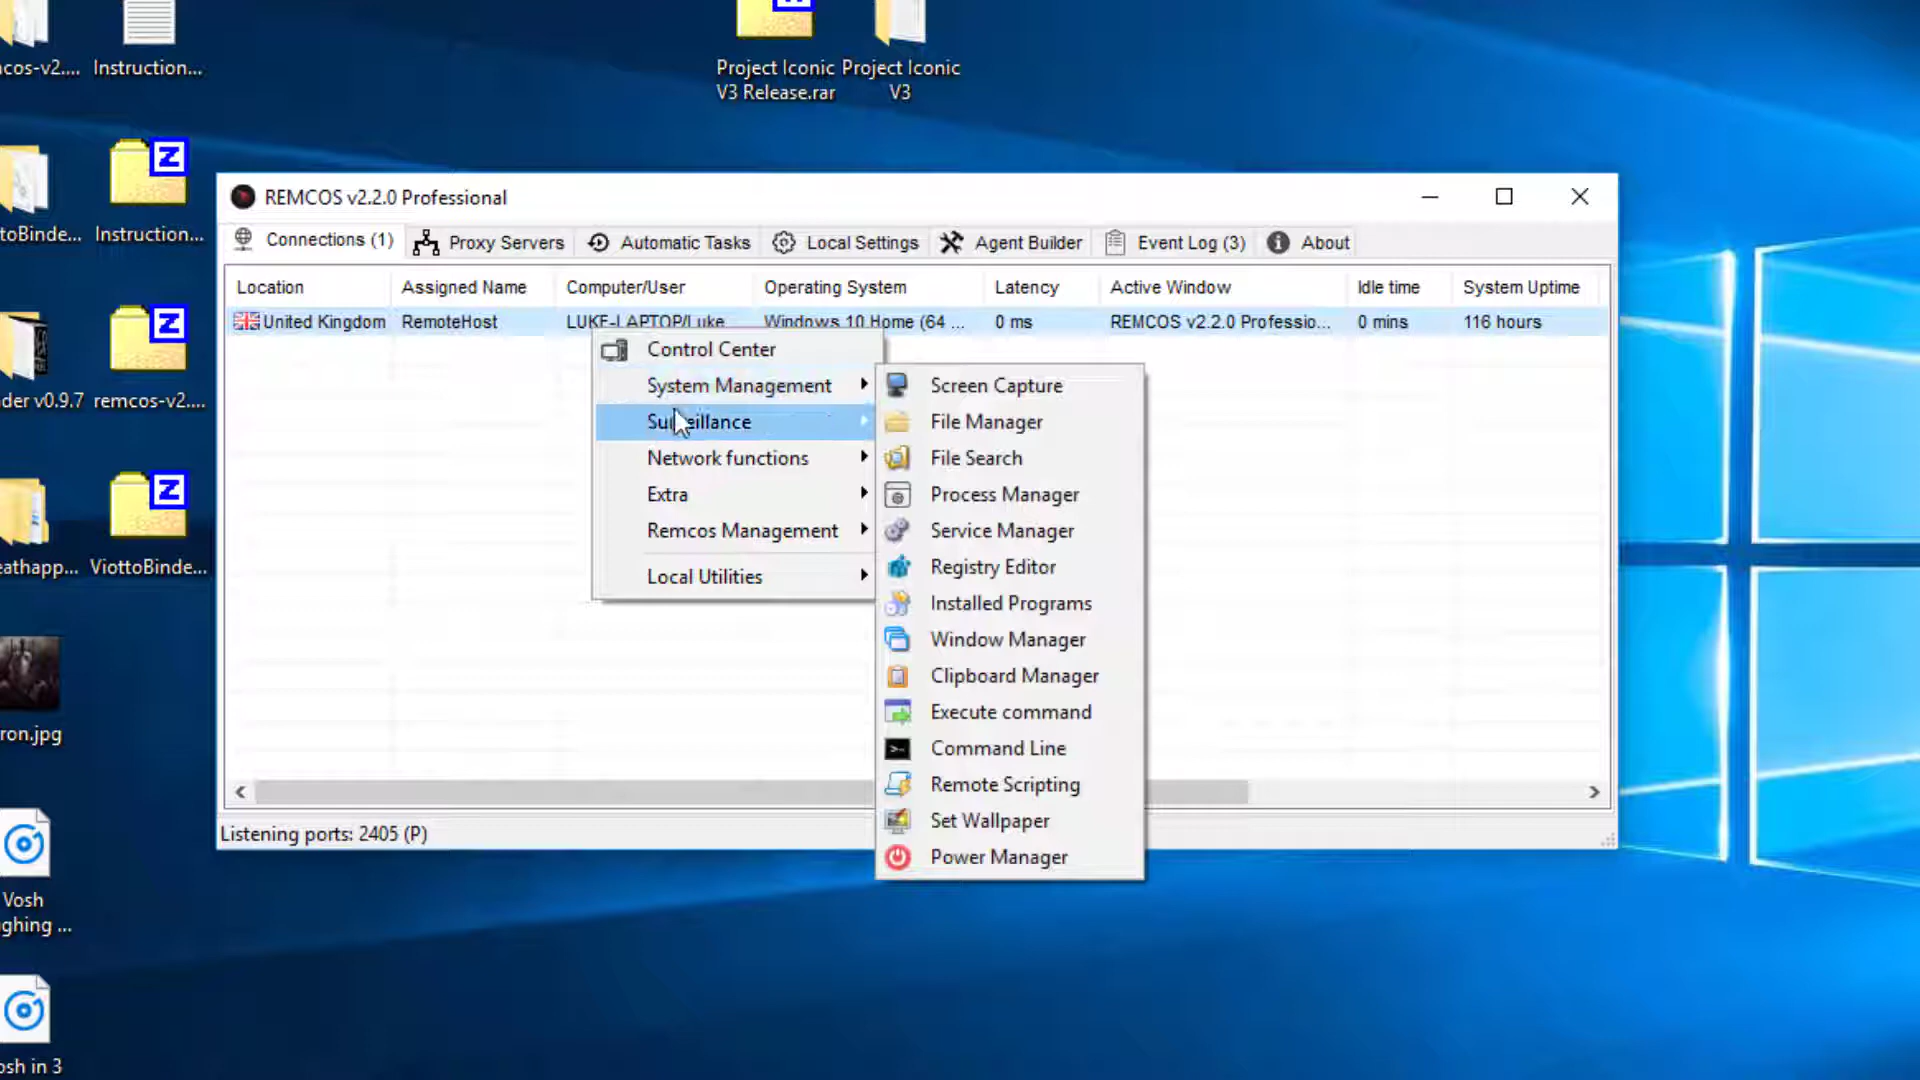 cos-v2....
Instruction...
Project Iconic
V3 Release.rar
Project Iconic
V3
toBinde...
Instruction...
der v0.9.7
remcos-v2....
eathapp...
ViottoBinde...
ron.jpg
Vosh
ghing ...
osh in 3
REMCOS v2.2.0 Professional
Connections (1)
Proxy Servers
Automatic Tasks
Local Settings
Agent Builder
Event Log (3)
About
Location
Assigned Name
Computer/User
Operating System
Latency
Active Window
Idle time
System Uptime
United Kingdom
RemoteHost
LUKE-LAPTOP/Luke
Windows 10 Home (64 ...
0 ms
REMCOS v2.2.0 Professio...
0 mins
116 hours
Control Center
System Management
Surveillance
Network functions
Extra
Remcos Management
Local Utilities
Screen Capture
File Manager
File Search
Process Manager
Service Manager
Registry Editor
Installed Programs
Window Manager
Clipboard Manager
Execute command
Command Line
Remote Scripting
Set Wallpaper
Power Manager
Listening ports: 2405 (P)